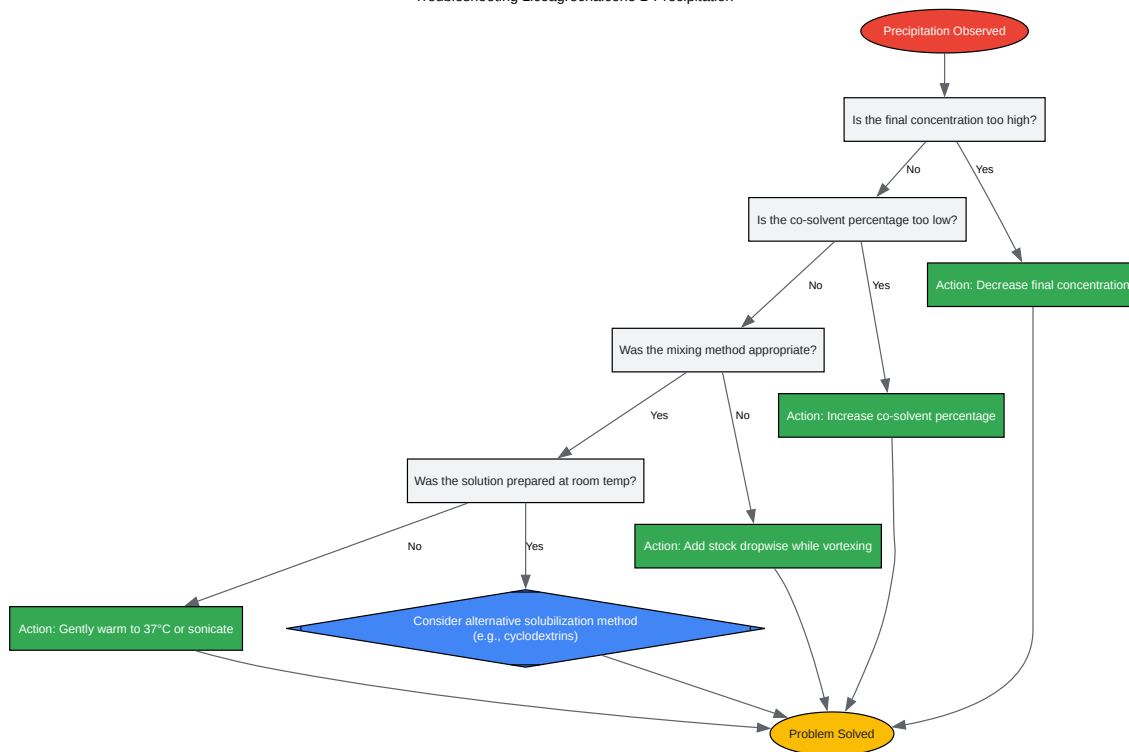 Troubleshooting
Precipitation Observed
Is the final concentration too high?
No
Yes
Is the co-solvent percentage too low?
Action: Decrease final concentration
No
Yes
Was the mixing method appropriate?
Action: Increase co-solvent percentage
Yes
No
Was the solution prepared at room temp?
Action: Add stock dropwise while vortexing
No
Yes
Action: Gently warm to 37°C or sonicate
Consider alternative solubilization method
(e.g., cyclodextrins)
Problem Solved